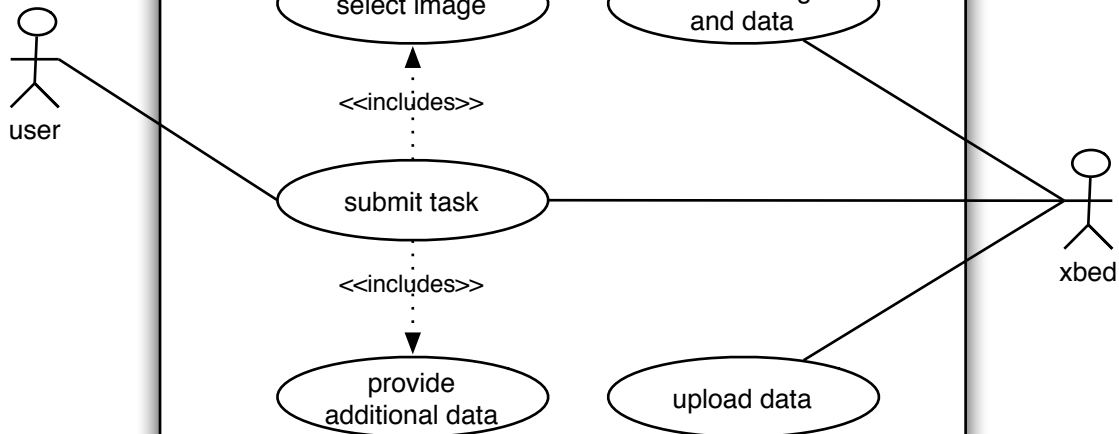 select image
and data
user
<<includes>>
submit task
xbed
<<includes>>
provide
additional data
upload data